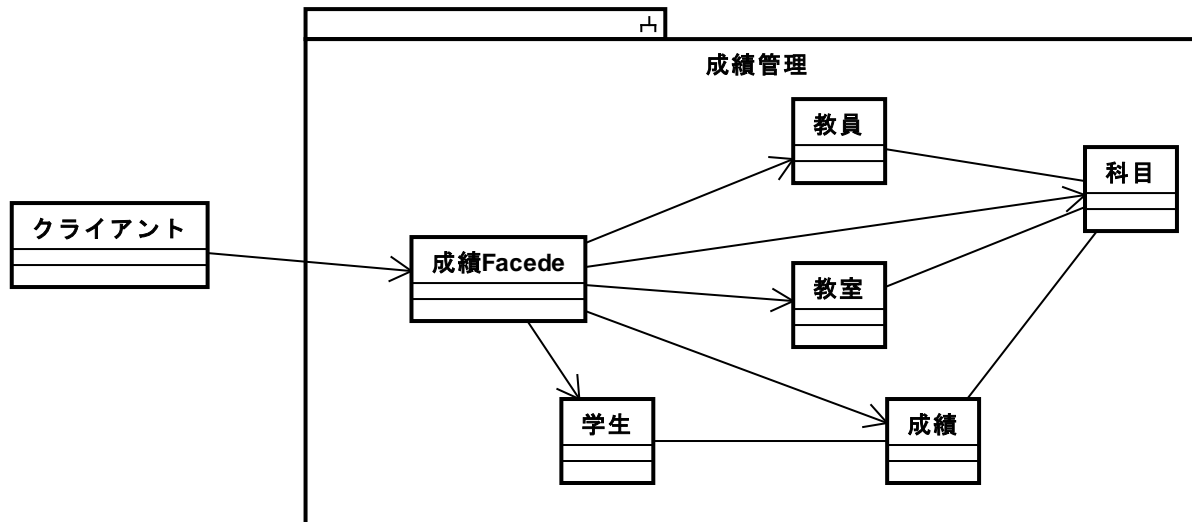 成績管理
教員
科目
クライアント
成績Facede
教室
学生
成績